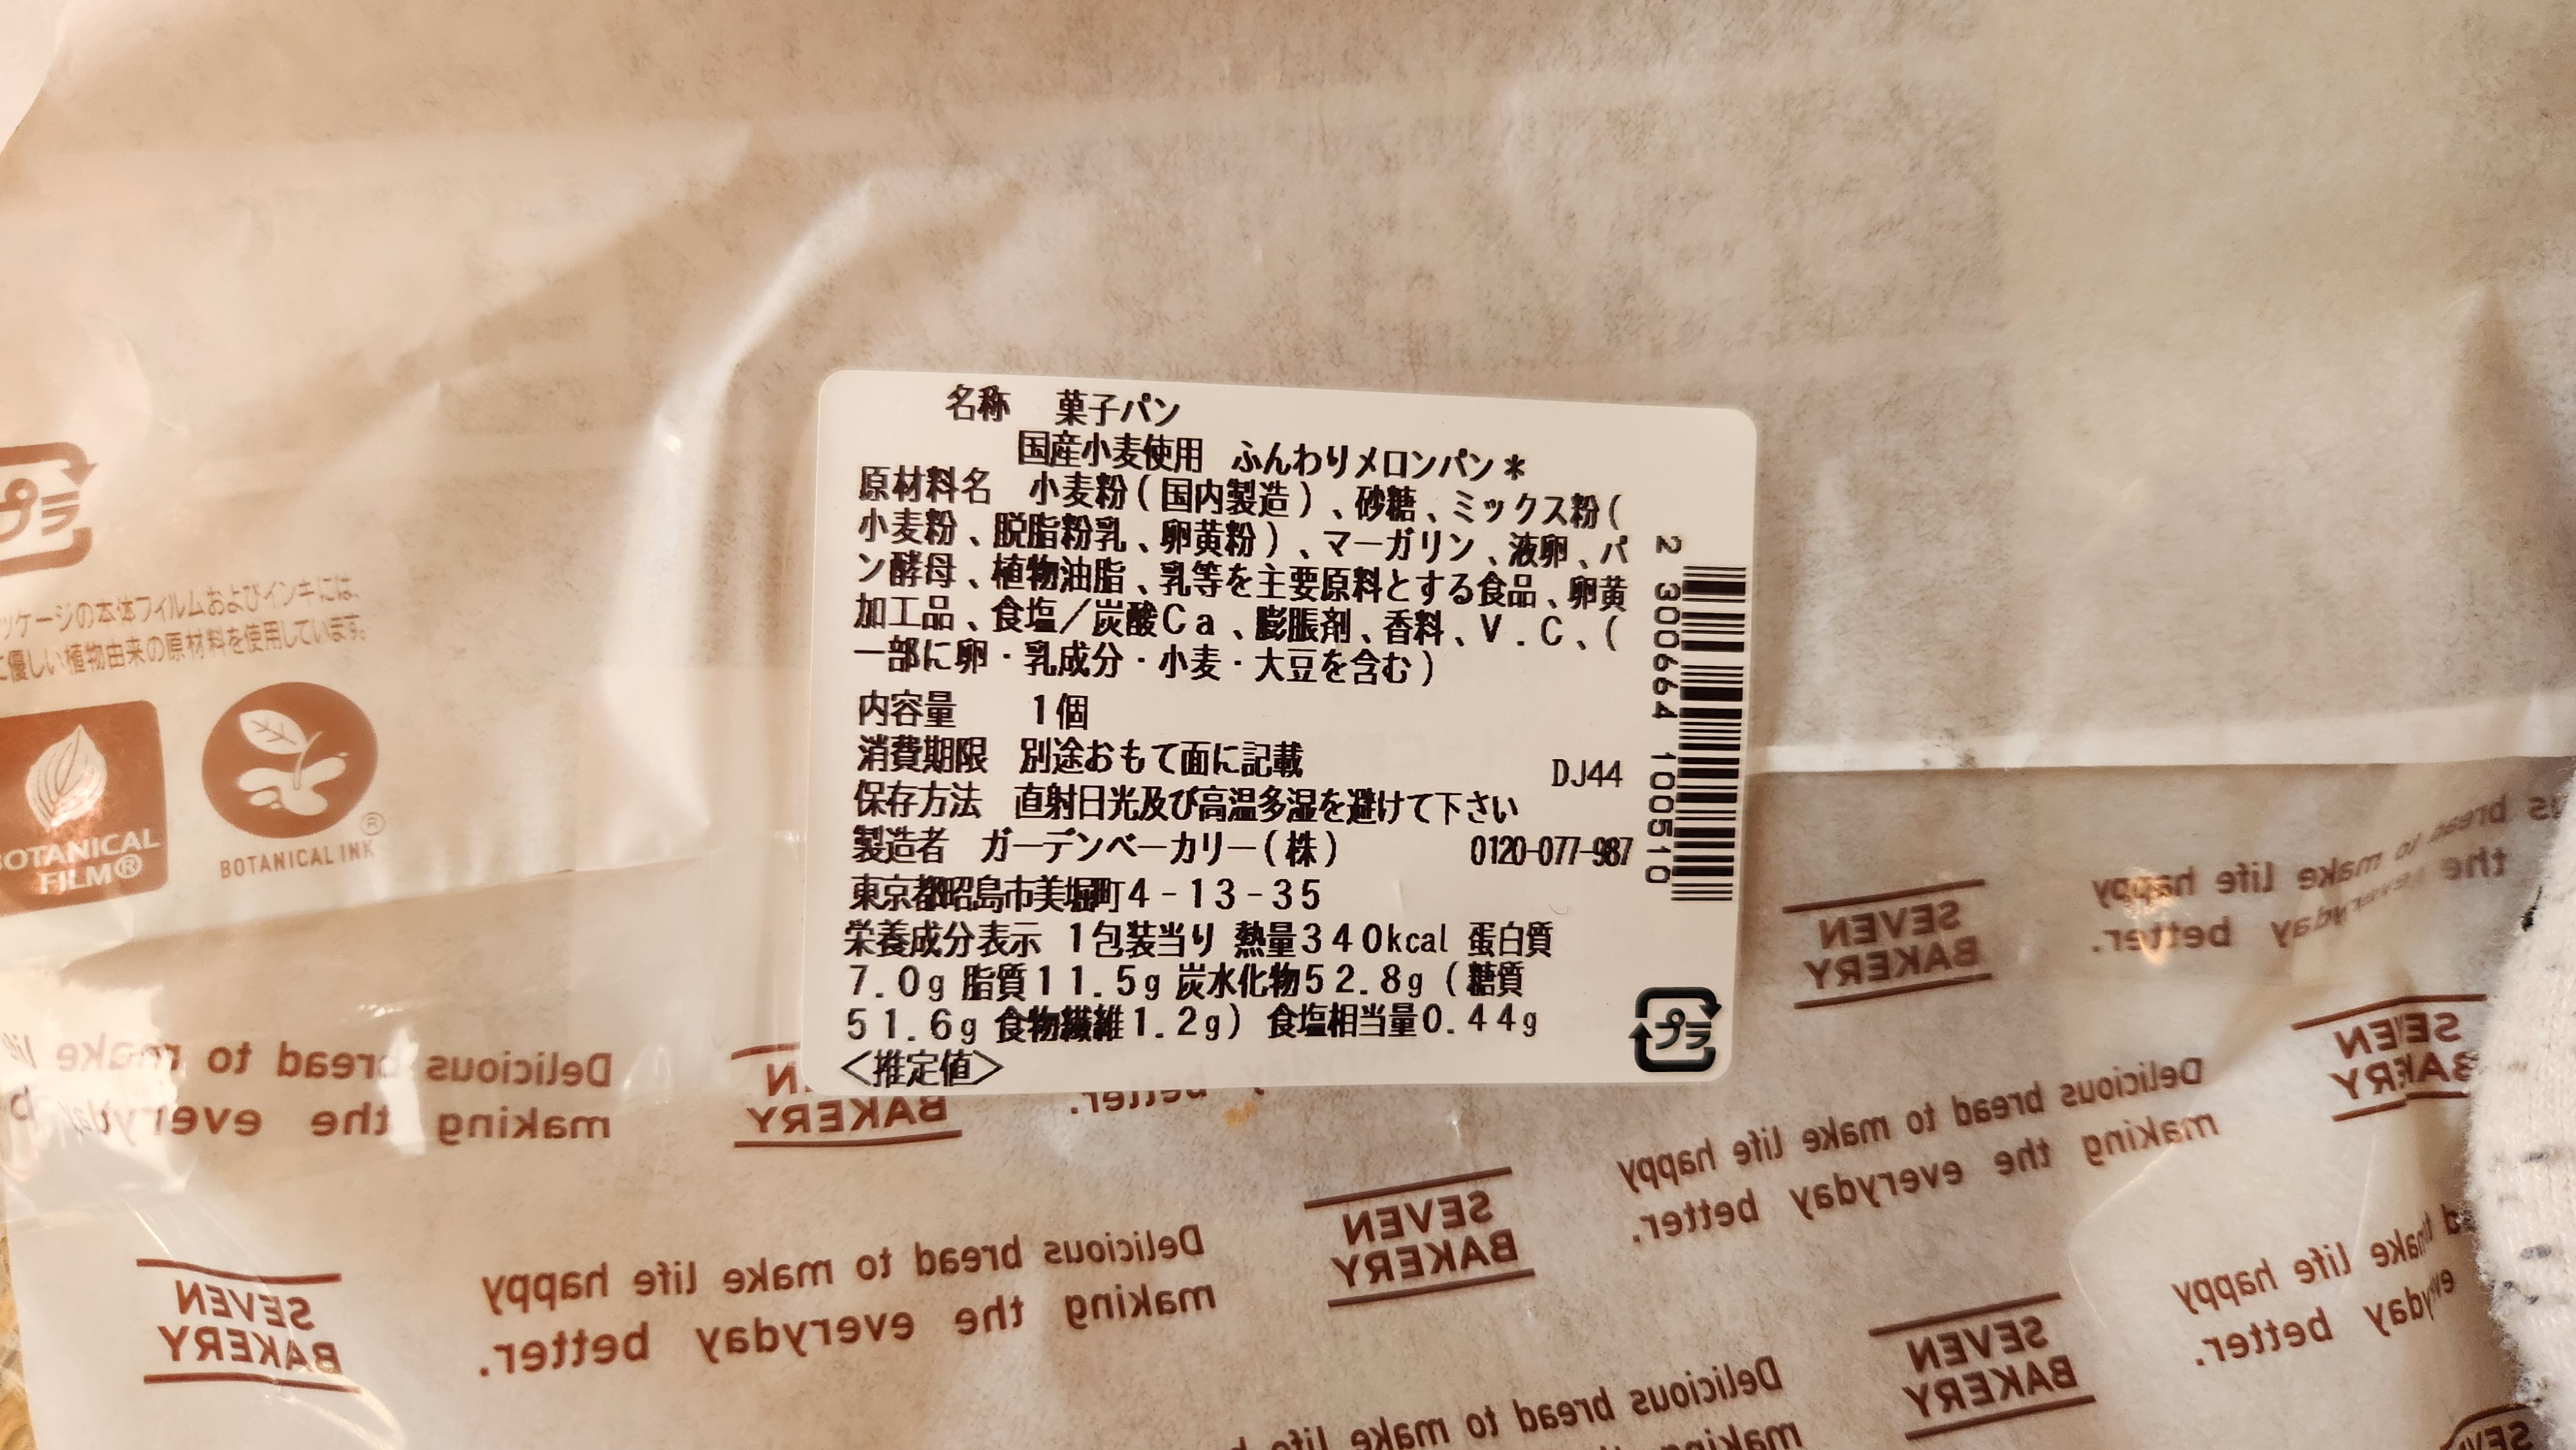 名称 菓子パン
国産小麦使用 ふんわりメロンパン＊
原材料名 小麦粉(国内製造)、砂糖、ミックス粉(
小麦粉、脱脂粉乳、卵黄粉)、マーガリン、液卵、パ
ン酵母、植物油脂、乳等を主要原料とする食品、卵黄
加工品、食塩/炭酸Ca、膨脹剤、香料、V.C、(
一部に卵・乳成分・小麦・大豆を含む)
内容量 1個
消費期限 別途おもて面に記載
DJ44
保存方法 直射日光及び高温多湿を避けて下さい
製造者 ガーデンベーカリー(株) 0120-077-987
東京都昭島市美堀町4-13-35
栄養成分表示 1包装当り 熱量340kcal 蛋白質
7.0g 脂質11.5g 炭水化物52.8g (糖質
51.6g 食物繊維1.2g) 食塩相当量0.44g
<推定値>
2 300664 100510
プラ
プラ
ッケージの本体フィルムおよびインキには、
に優しい植物由来の原材料を使用しています。
BOTANICAL
FILM®
BOTANICAL INK®
SEVEN
BAKERY
make life happy
the everyday better.
Delicious bread to make
making the everyday
BAKERY
better.
Delicious bread to make life happy
making the everyday better.
SEVEN
BAKERY
SEVEN
BAKERY
Delicious bread to make life happy
making the everyday better.
SEVEN
BAKERY
make life happy
everyday better.
SEVEN
BAKERY
Delicious bread to make life
making